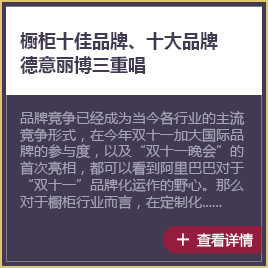 橱柜十佳品牌、十大品牌
德意丽博三重唱
品牌竞争已经成为当今各行业的主流
竞争形式，在今年双十一加大国际品
牌的参与度，以及“双十一晚会”的
首次亮相，都可以看到阿里巴巴对于
“双十一”品牌化运作的野心。那么
对于橱柜行业而言，在定制化......
+ 查看详情